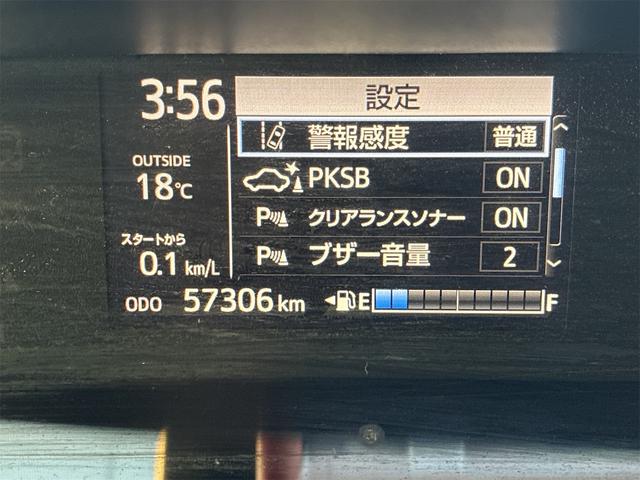 3:56
設定
警報感度 普通
OUTSIDE
18℃
PKSB ON
クリアランスソナー ON
スタートから
0.1 km/L
ブザー音量 2
ODO 57306 km
E F